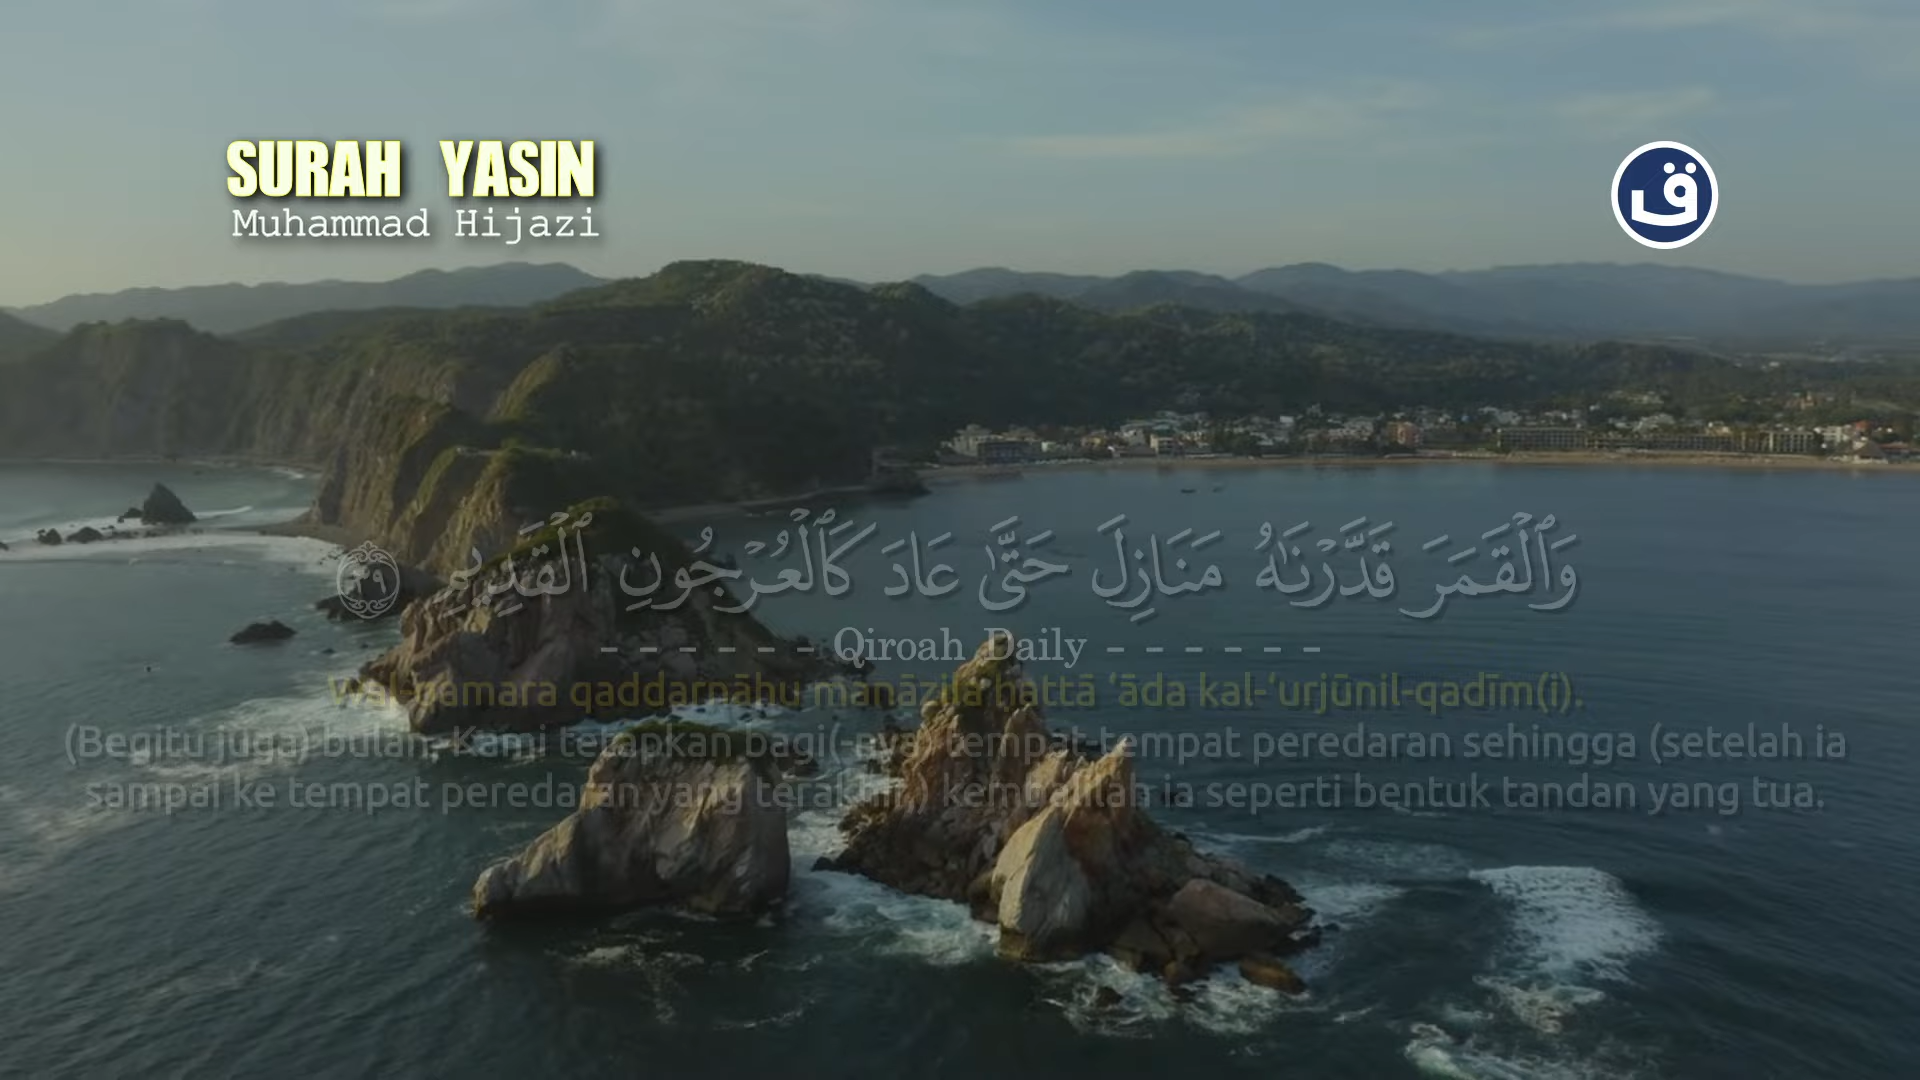 SURAH YASIN
Muhammad Hijazi
ق
وَٱلْقَمَرَ قَدَّرْنَـٰهُ مَنَازِلَ حَتَّىٰ عَادَ كَٱلْعُرْجُونِ ٱلْقَدِيمِ ٣٩
- - - - - - Qiroah Daily - - - - - -
Wal-qamara qaddarnāhu manāzila ḥattā ‘āda kal-‘urjūnil-qadīm(i).
(Begitu juga) bulan, Kami tetapkan bagi(-nya) tempat-tempat peredaran sehingga (setelah ia
sampai ke tempat peredaran yang terakhir,) kembalilah ia seperti bentuk tandan yang tua.